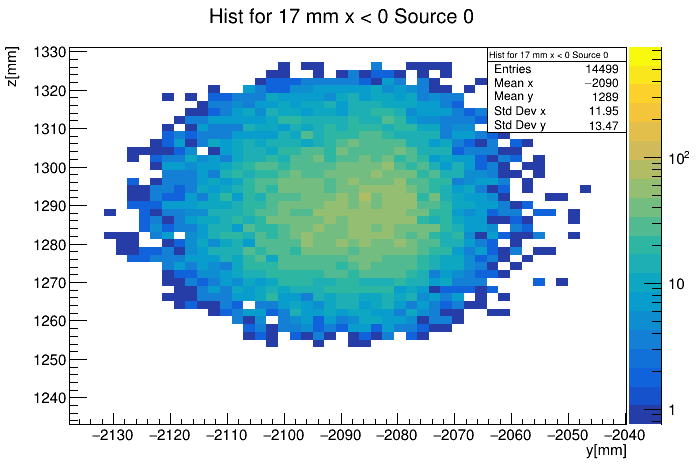 Hist for 17 mm x < 0 Source 0
z[mm]
1330
1320
1310
1300
1290
1280
1270
1260
1250
1240
Hist for 17 mm x < 0 Source 0
Entries 14499
Mean x −2090
Mean y 1289
Std Dev x 11.95
Std Dev y 13.47
10²
10
1
−2130 −2120 −2110 −2100 −2090 −2080 −2070 −2060 −2050 −2040
y[mm]